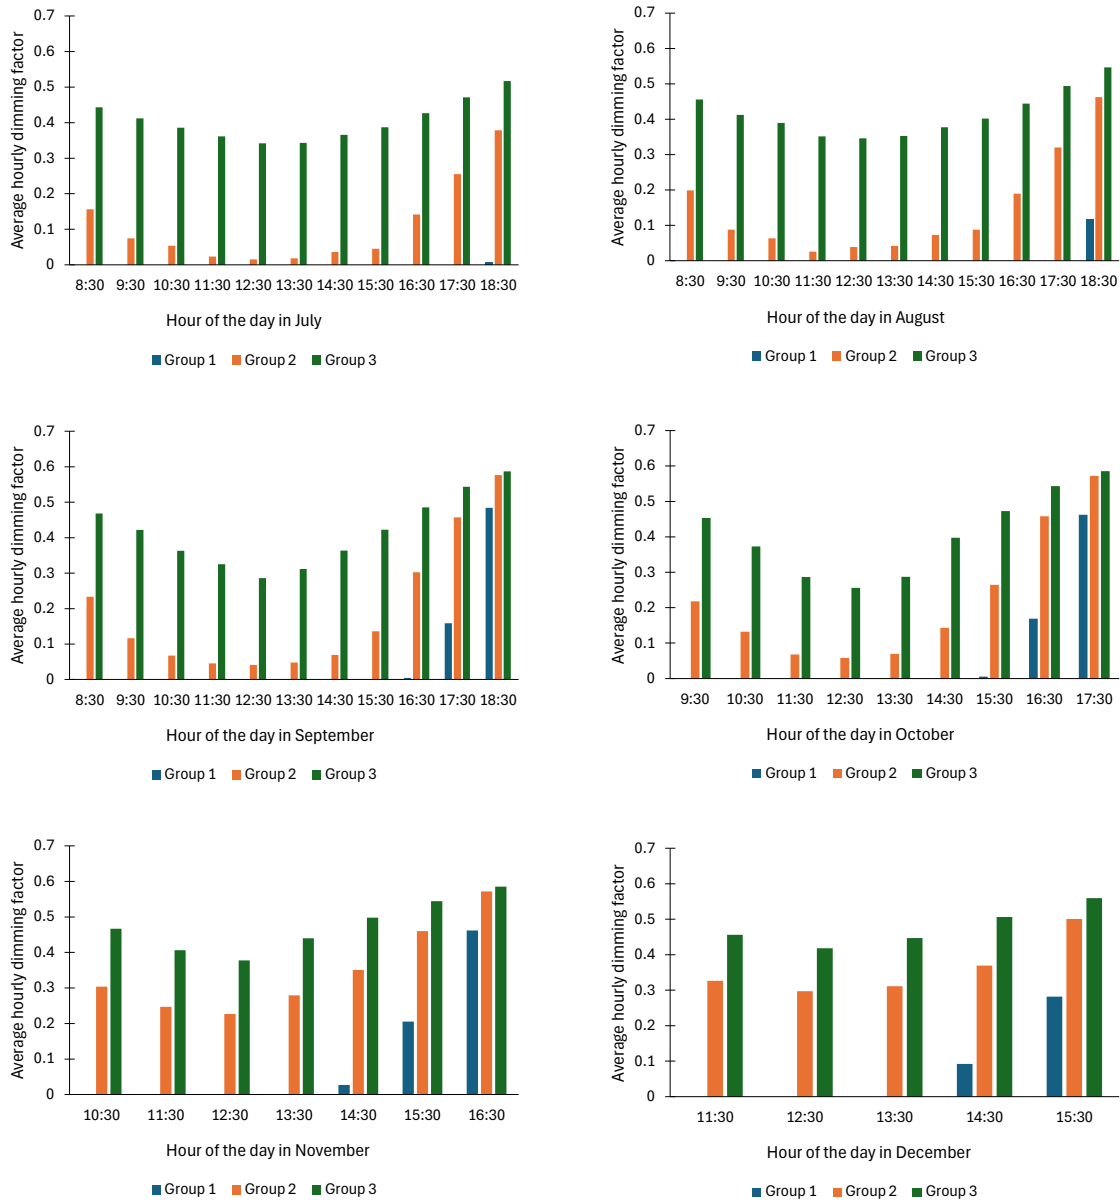 Average hourly dimming factor
0.7
0.6
0.5
0.4
0.3
0.2
0.1
0
8:30 9:30 10:30 11:30 12:30 13:30 14:30 15:30 16:30 17:30 18:30
Hour of the day in July
Group 1 Group 2 Group 3
Average hourly dimming factor
0.7
0.6
0.5
0.4
0.3
0.2
0.1
0
8:30 9:30 10:30 11:30 12:30 13:30 14:30 15:30 16:30 17:30 18:30
Hour of the day in August
Group 1 Group 2 Group 3
Average hourly dimming factor
0.7
0.6
0.5
0.4
0.3
0.2
0.1
0
8:30 9:30 10:30 11:30 12:30 13:30 14:30 15:30 16:30 17:30 18:30
Hour of the day in September
Group 1 Group 2 Group 3
Average hourly dimming factor
0.7
0.6
0.5
0.4
0.3
0.2
0.1
0
9:30 10:30 11:30 12:30 13:30 14:30 15:30 16:30 17:30
Hour of the day in October
Group 1 Group 2 Group 3
Average hourly dimming factor
0.7
0.6
0.5
0.4
0.3
0.2
0.1
0
10:30 11:30 12:30 13:30 14:30 15:30 16:30
Hour of the day in November
Group 1 Group 2 Group 3
Average hourly dimming factor
0.7
0.6
0.5
0.4
0.3
0.2
0.1
0
11:30 12:30 13:30 14:30 15:30
Hour of the day in December
Group 1 Group 2 Group 3